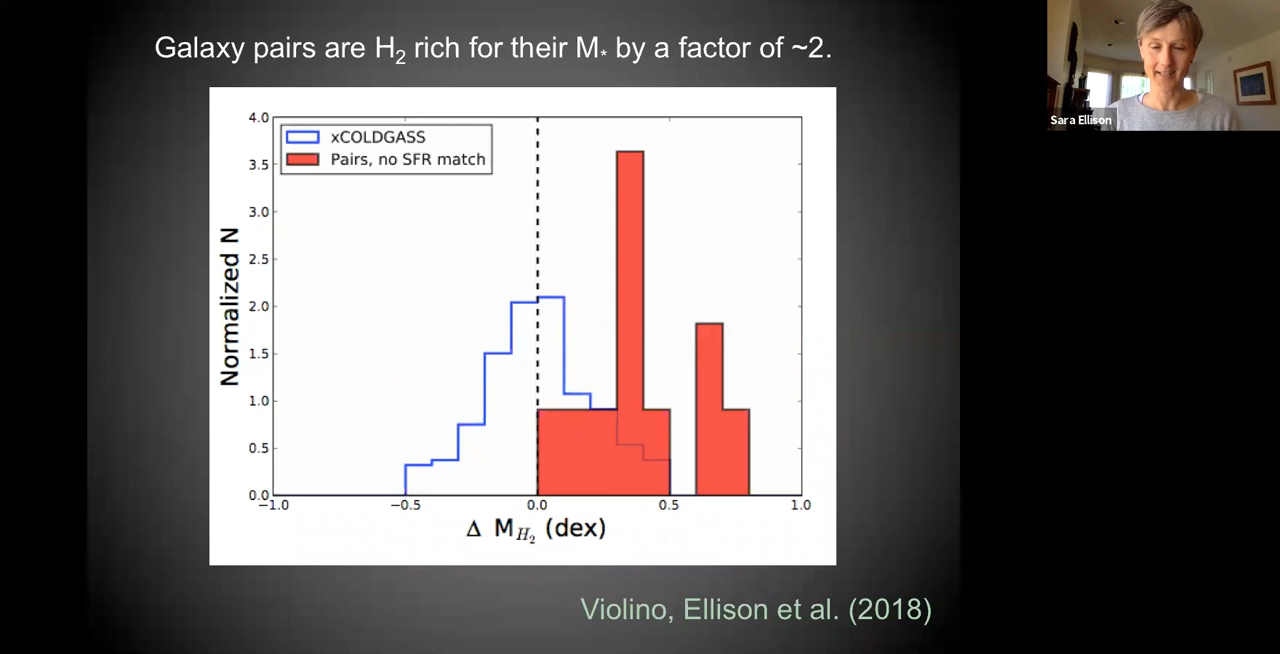 Galaxy pairs are H₂ rich for their M* by a factor of ~2.
Sara Ellison
xCOLDGASS
Pairs, no SFR match
4.0
3.5
3.0
2.5
2.0
1.5
1.0
0.5
0.0
Normalized N
−1.0 −0.5 0.0 0.5 1.0
Δ M_H₂ (dex)
Violino, Ellison et al. (2018)